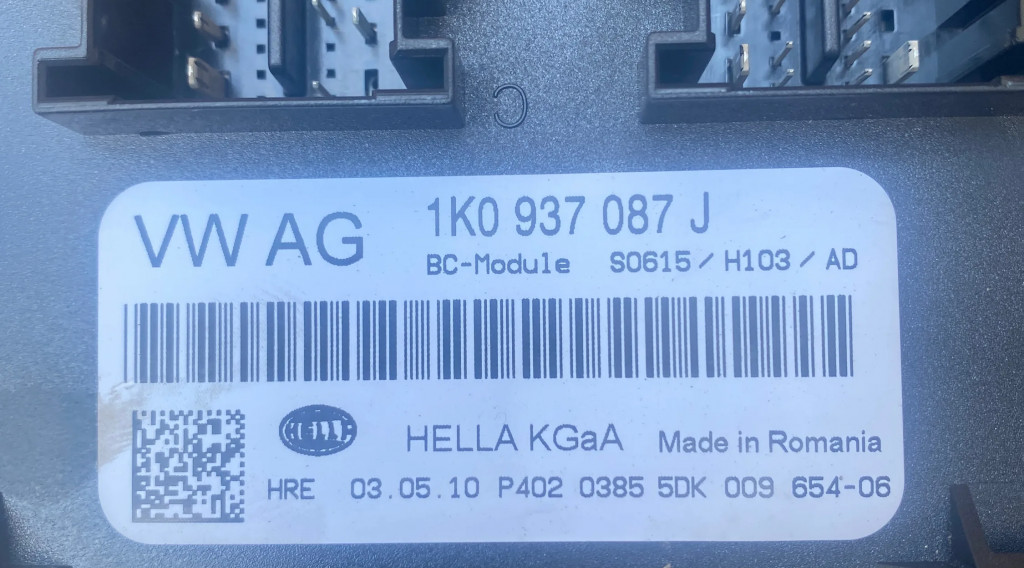 C
VW AG
1K0 937 087 J
BC-Module S0615 / H103 / AD
HELLA
HELLA KGaA Made in Romania
HRE 03.05.10 P402 0385 5DK 009 654-06